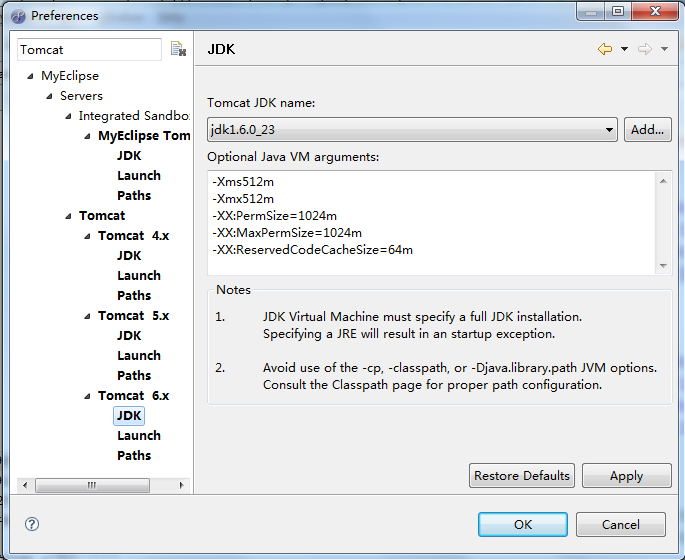 Preferences
Tomcat
MyEclipse
Servers
Integrated Sandbo
MyEclipse Tom
JDK
Launch
Paths
Tomcat
Tomcat 4.x
JDK
Launch
Paths
Tomcat 5.x
JDK
Launch
Paths
Tomcat 6.x
JDK
Launch
Paths
JDK
Tomcat JDK name:
jdk1.6.0_23
Add...
Optional Java VM arguments:
-Xms512m
-Xmx512m
-XX:PermSize=1024m
-XX:MaxPermSize=1024m
-XX:ReservedCodeCacheSize=64m
Notes
1. JDK Virtual Machine must specify a full JDK installation.
Specifying a JRE will result in an startup exception.
2. Avoid use of the -cp, -classpath, or -Djava.library.path JVM options.
Consult the Classpath page for proper path configuration.
Restore Defaults
Apply
OK
Cancel